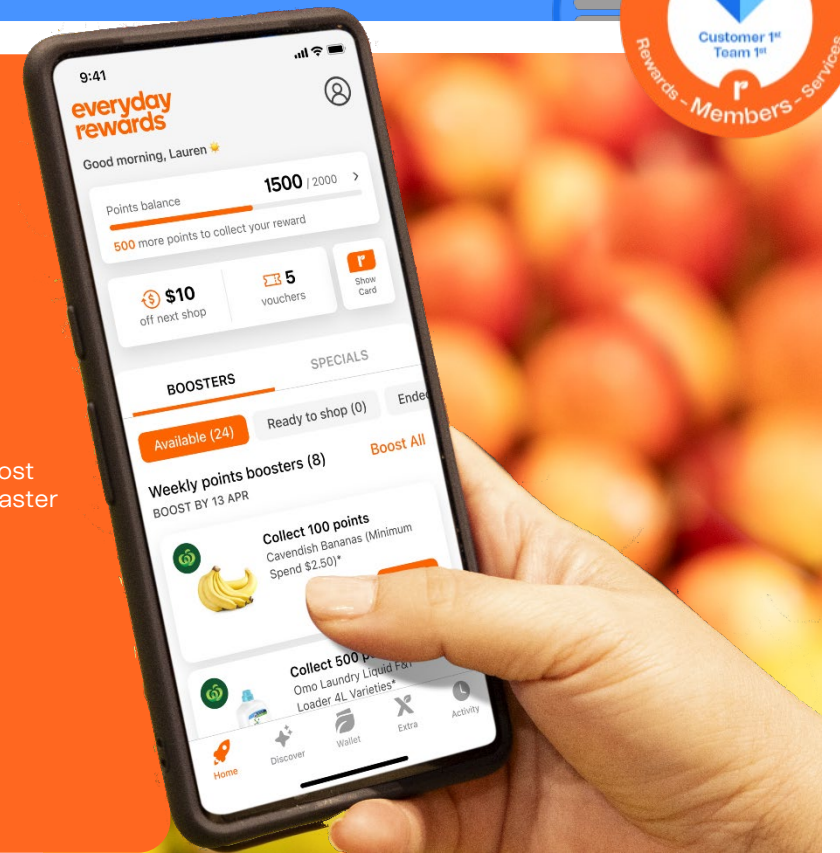 Customer 1st
Team 1st
r
Rewards - Members - Services
9:41
everyday
rewards
Good morning, Lauren
Points balance
1500 / 2000
500 more points to collect your reward
$10
off next shop
5
vouchers
r
Show
Card
BOOSTERS
SPECIALS
Available (24)
Ready to shop (0)
Weekly points boosters (8)
Boost All
BOOST BY 13 APR
Collect 100 points
Cavendish Bananas (Minimum
Spend $2.50)*
Collect 500
Omo Laundry Liquid F&T
Loader 4L Varieties*
Home
Discover
Wallet
Extra
Activity